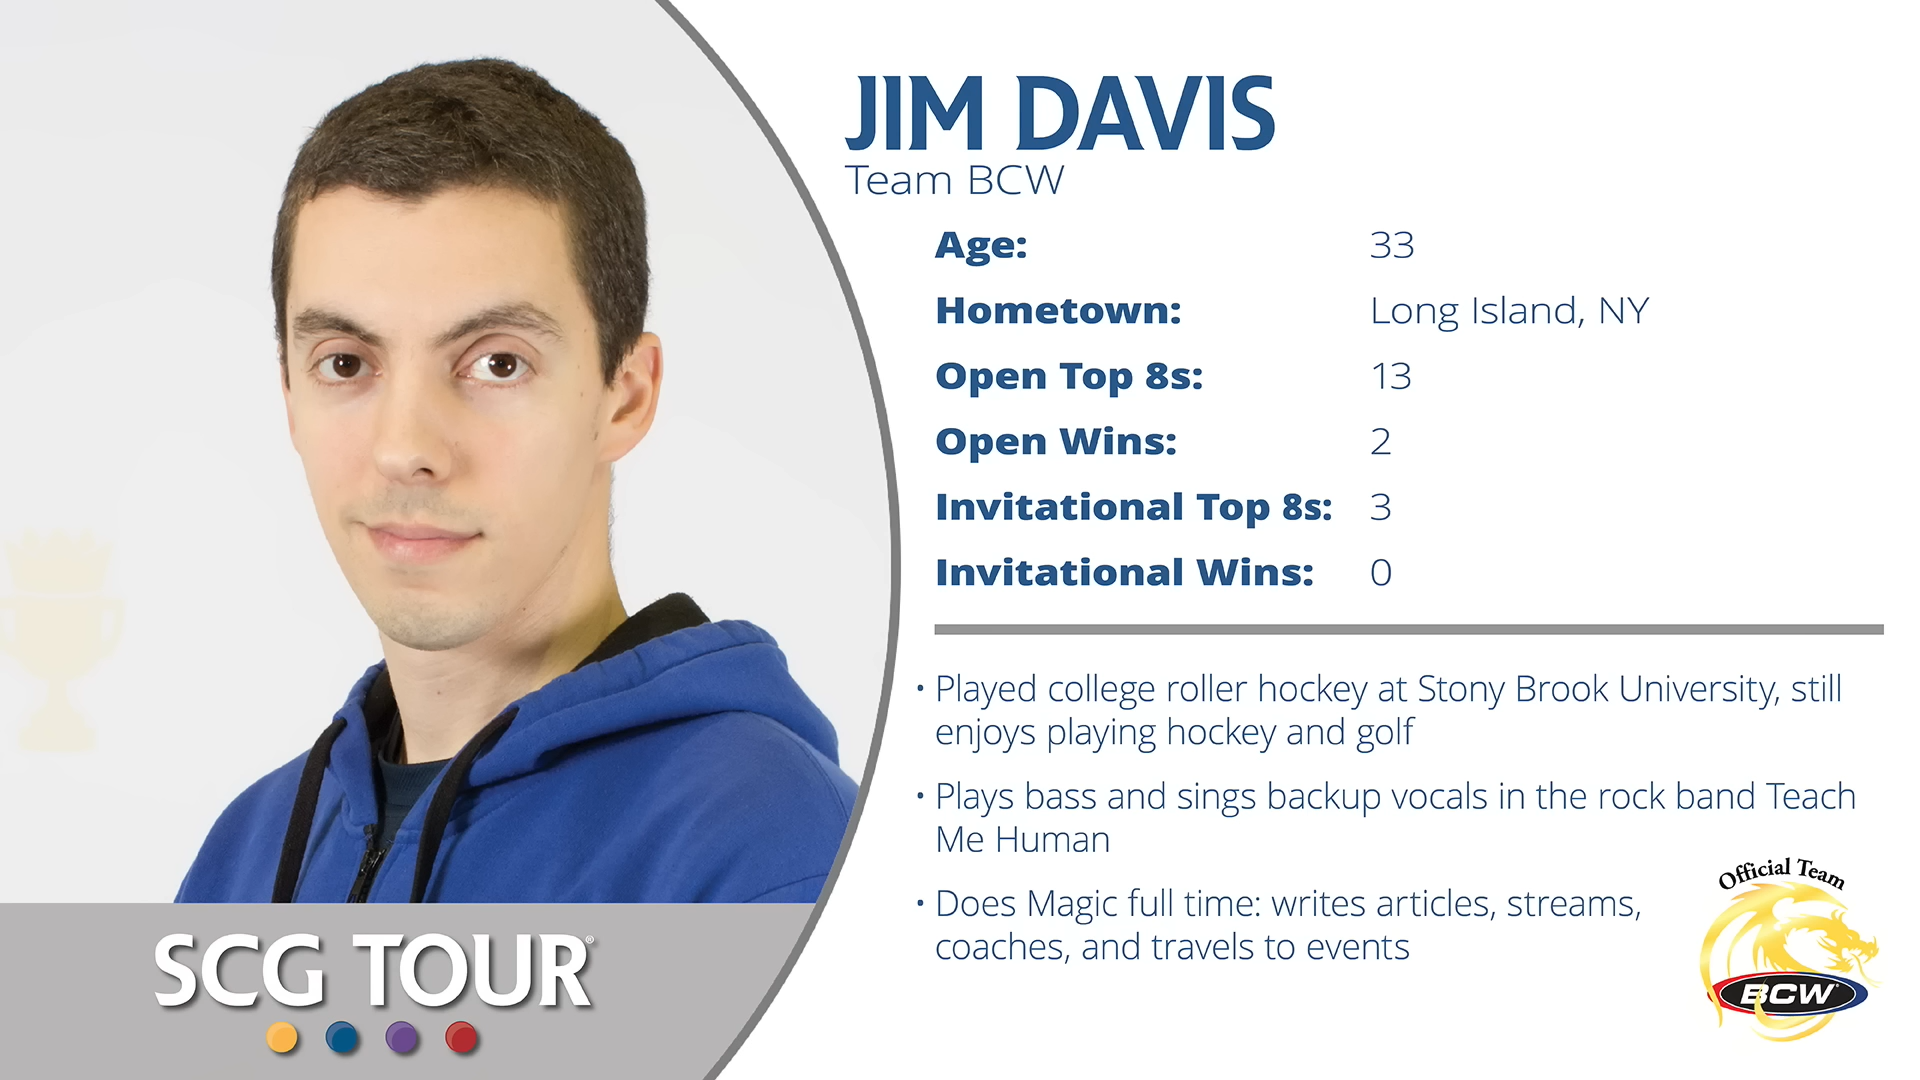 JIM DAVIS
Team BCW
Age: 33
Hometown: Long Island, NY
Open Top 8s: 13
Open Wins: 2
Invitational Top 8s: 3
Invitational Wins: 0
• Played college roller hockey at Stony Brook University, still
enjoys playing hockey and golf
• Plays bass and sings backup vocals in the rock band Teach
Me Human
• Does Magic full time: writes articles, streams,
coaches, and travels to events
Official Team
BCW
SCG TOUR®